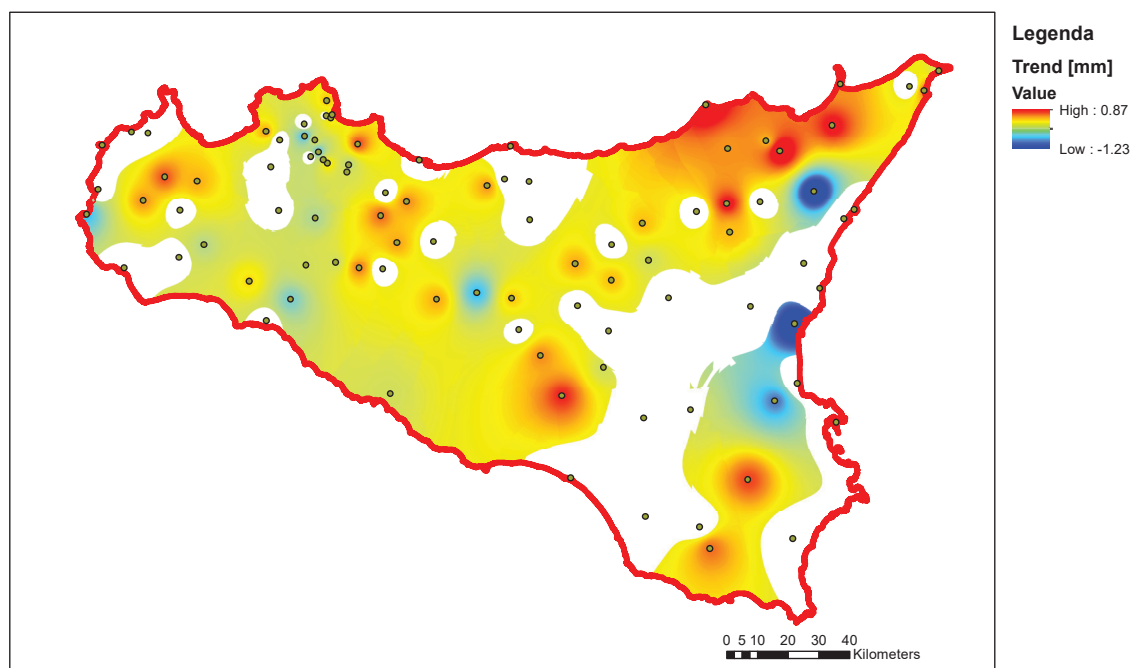 Legenda
Trend [mm]
Value
High : 0.87
Low : -1.23
0 5 10 20 30 40
Kilometers